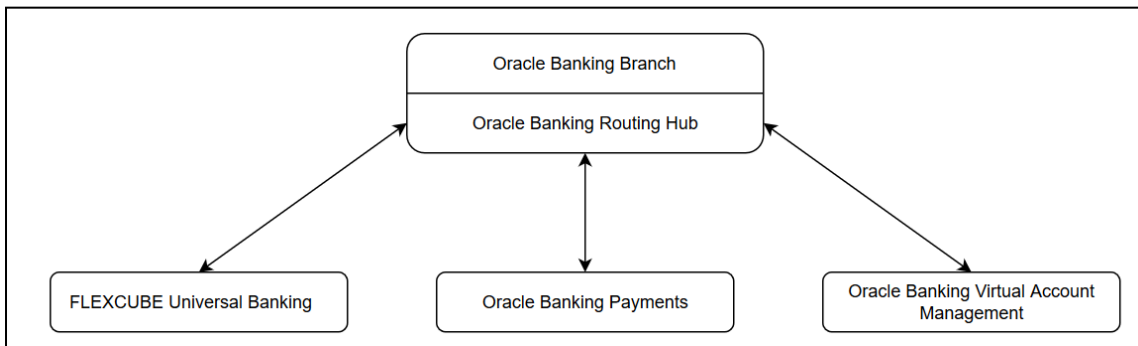 Oracle Banking Branch
Oracle Banking Routing Hub
FLEXCUBE Universal Banking
Oracle Banking Payments
Oracle Banking Virtual Account
Management